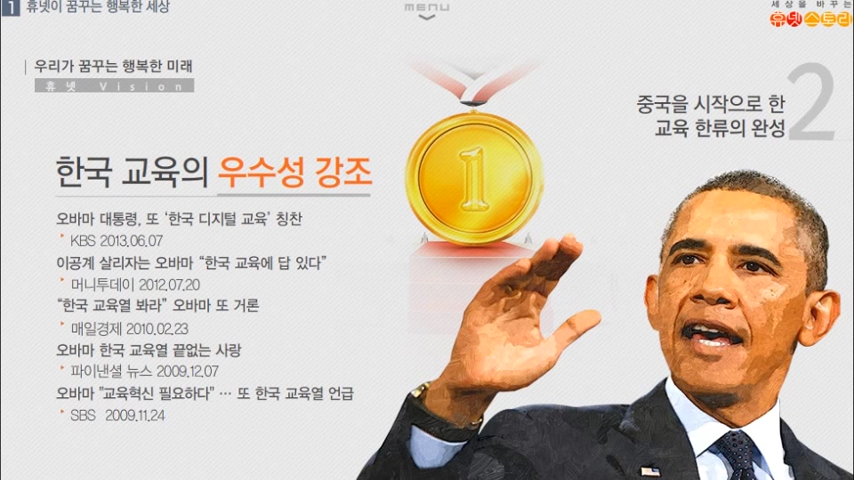 1 휴넷이 꿈꾸는 행복한 세상
MENU
세상을 바꾸는
휴넷스토리
우리가 꿈꾸는 행복한 미래
휴넷 Vision
중국을 시작으로 한
교육 한류의 완성
2
한국 교육의 우수성 강조
1
오바마 대통령, 또 ‘한국 디지털 교육’ 칭찬
KBS 2013.06.07
이공계 살리자는 오바마 “한국 교육에 답 있다”
머니투데이 2012.07.20
“한국 교육열 봐라” 오바마 또 거론
매일경제 2010.02.23
오바마 한국 교육열 끝없는 사랑
파이낸셜 뉴스 2009.12.07
오바마 "교육혁신 필요하다” … 또 한국 교육열 언급
SBS 2009.11.24